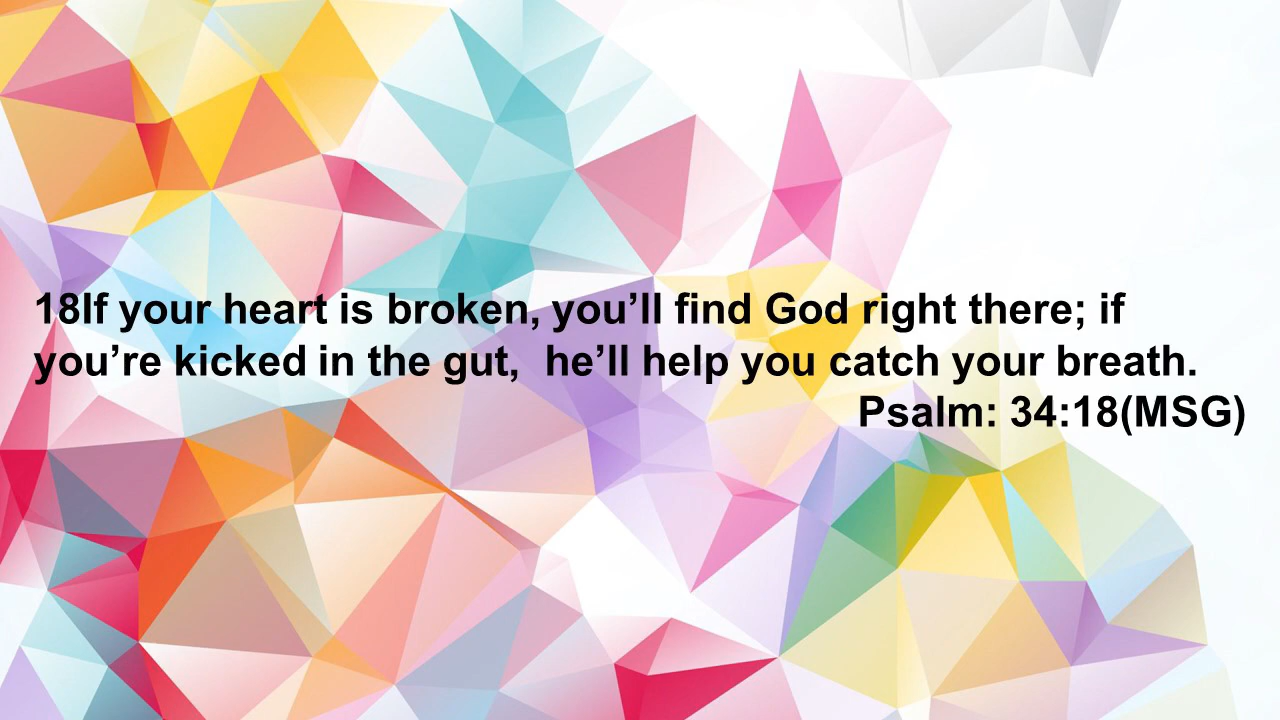 18If your heart is broken, you’ll find God right there; if
you’re kicked in the gut,  he’ll help you catch your breath.
Psalm: 34:18(MSG)